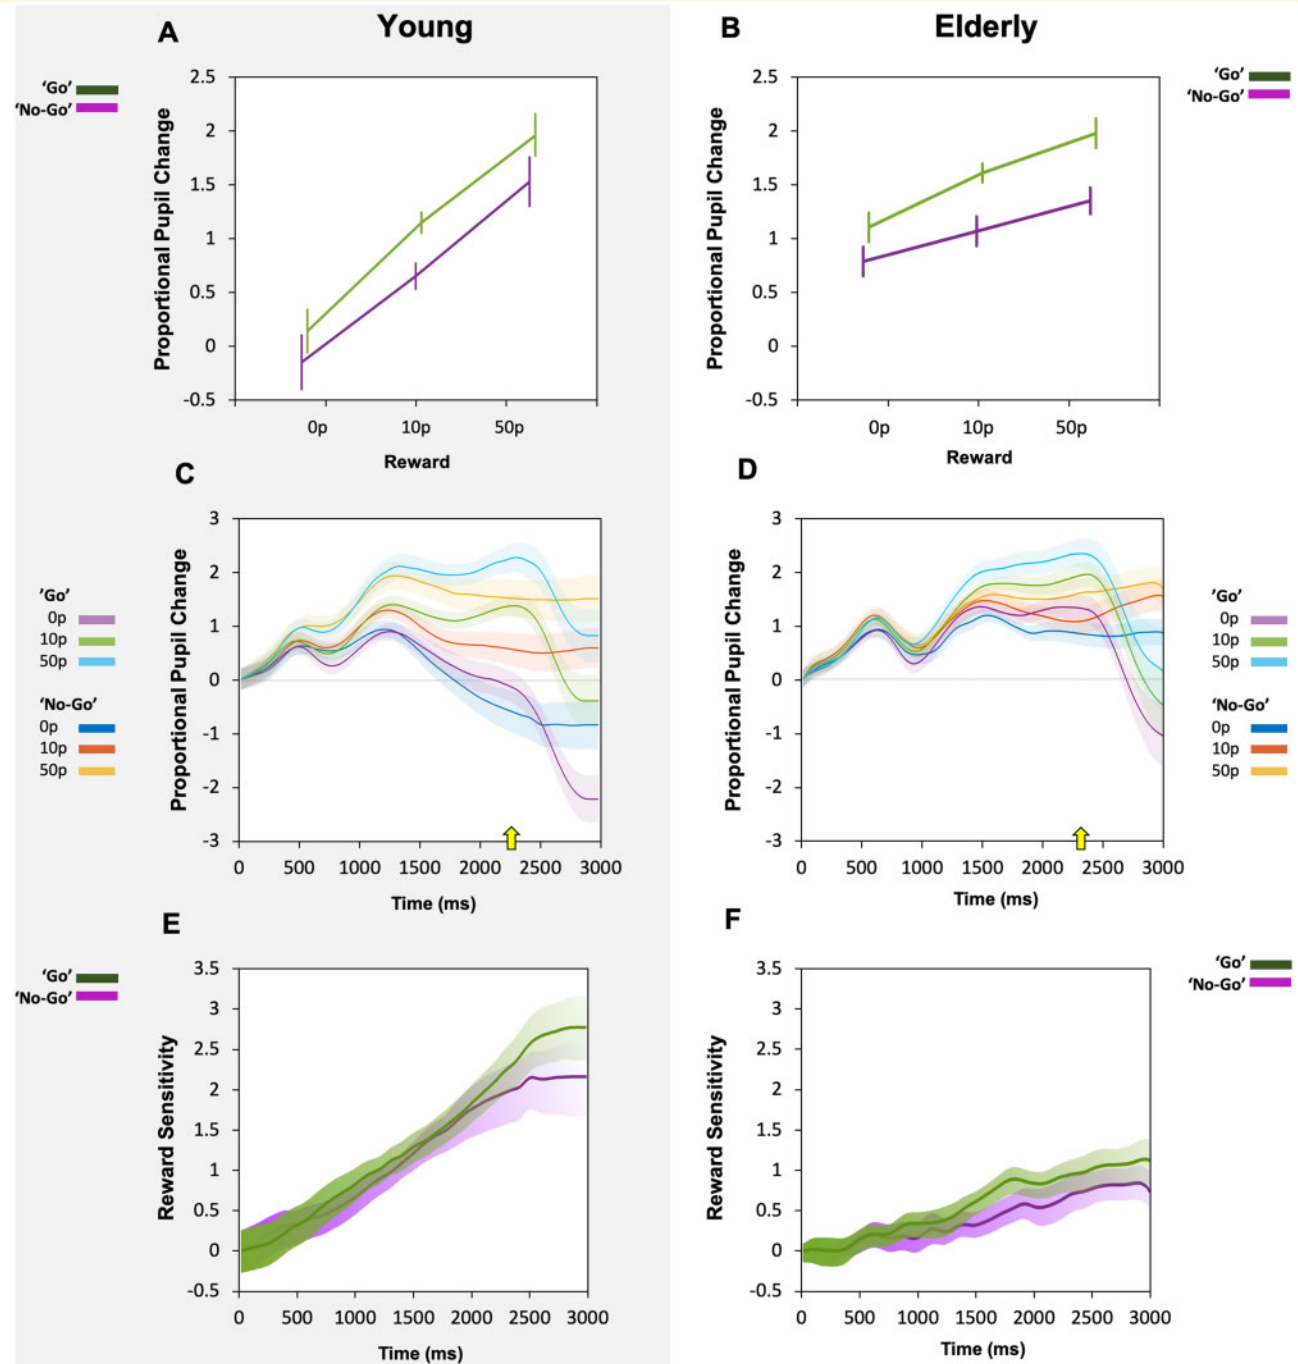 A
Young
B
Elderly
'Go'
'No-Go'
Proportional Pupil Change
2.5
2
1.5
1
0.5
0
-0.5
0p 10p 50p
Reward
Proportional Pupil Change
2.5
2
1.5
1
0.5
0
-0.5
0p 10p 50p
Reward
'Go'
'No-Go'
C
'Go'
0p
10p
50p
'No-Go'
0p
10p
50p
Proportional Pupil Change
3
2
1
0
-1
-2
-3
0 500 1000 1500 2000 2500 3000
Time (ms)
D
Proportional Pupil Change
3
2
1
0
-1
-2
-3
0 500 1000 1500 2000 2500 3000
Time (ms)
'Go'
0p
10p
50p
'No-Go'
0p
10p
50p
E
'Go'
'No-Go'
Reward Sensitivity
3.5
3
2.5
2
1.5
1
0.5
0
-0.5
0 500 1000 1500 2000 2500 3000
Time (ms)
F
Reward Sensitivity
3.5
3
2.5
2
1.5
1
0.5
0
-0.5
0 500 1000 1500 2000 2500 3000
Time (ms)
'Go'
'No-Go'